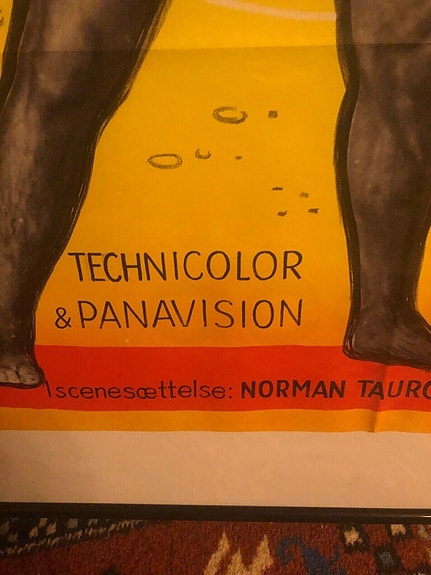 TECHNICOLOR
& PANAVISION
Iscenesættelse: NORMAN TAURO